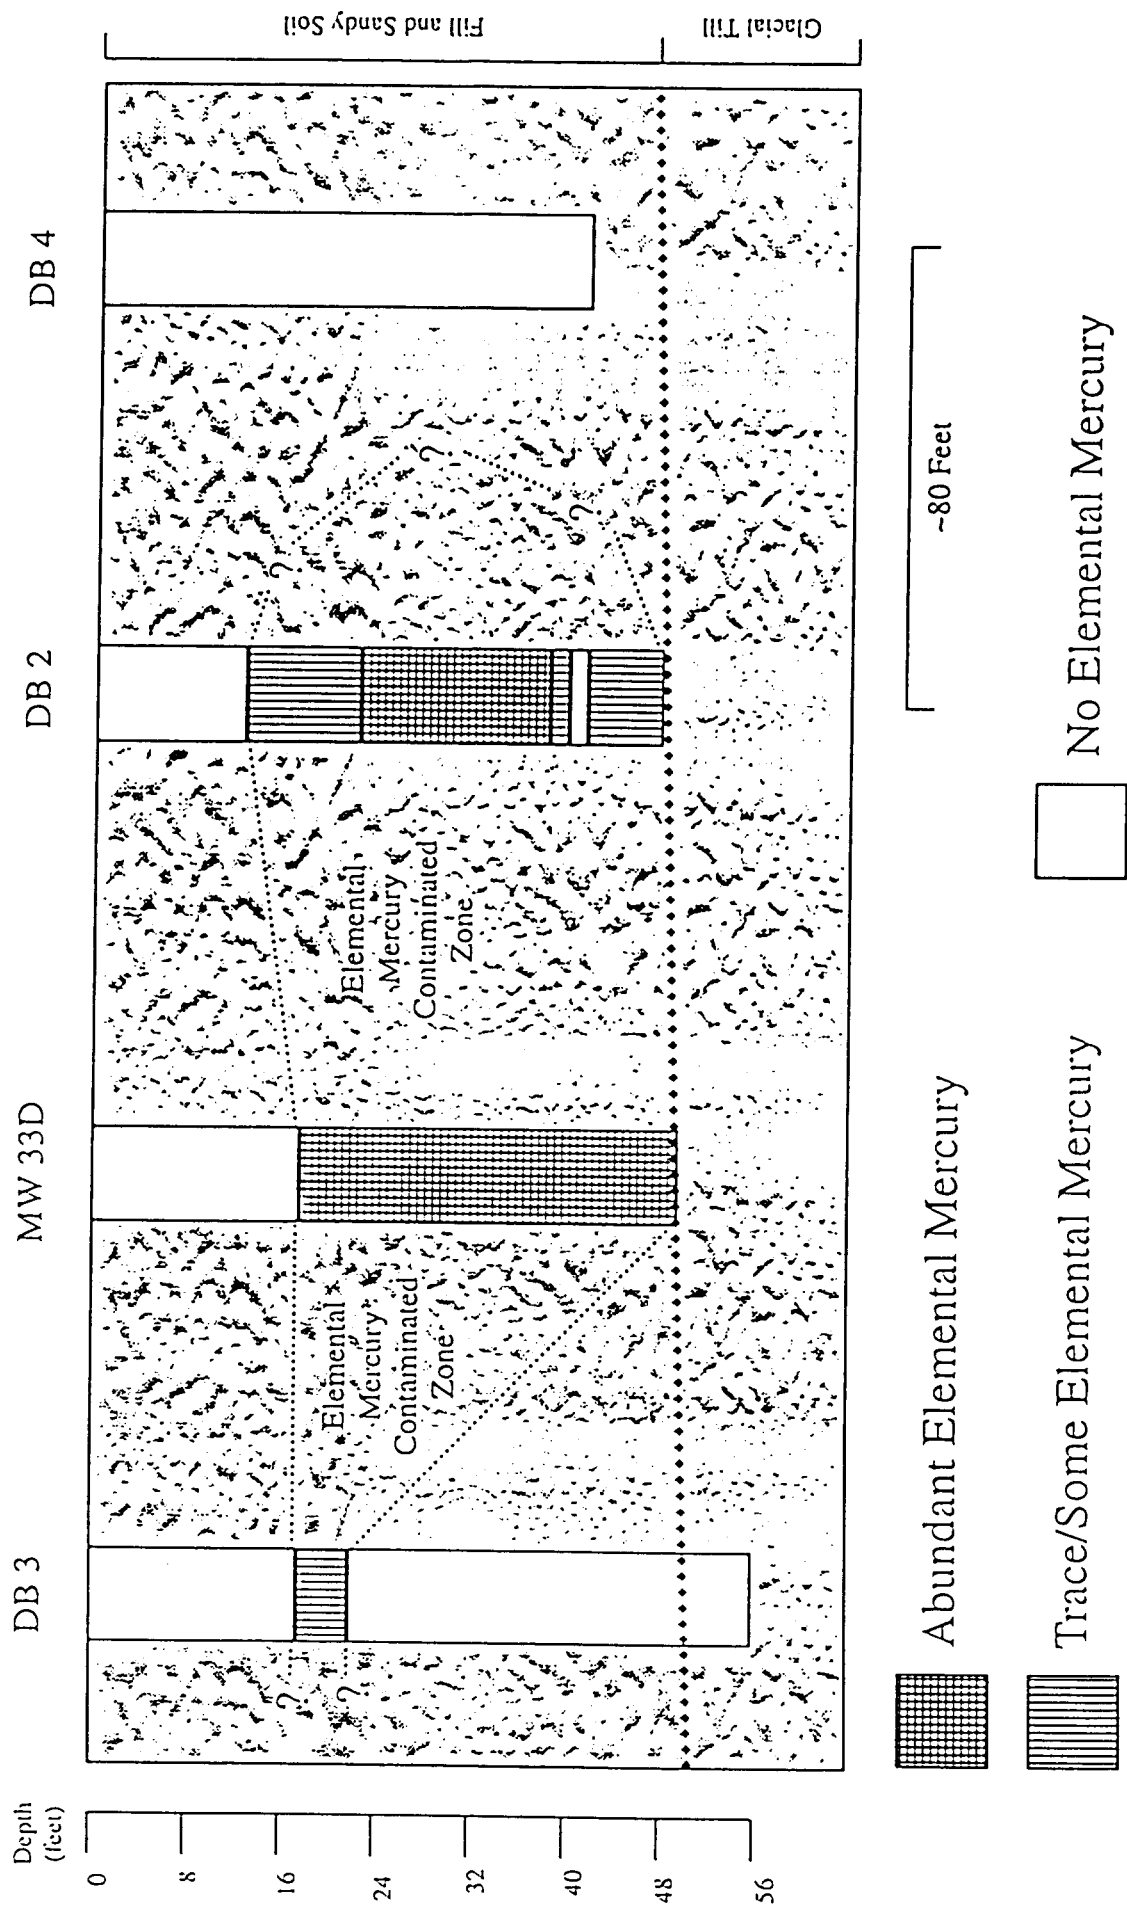 DB 3
MW 33D
DB 2
DB 4
Depth
(feet)
0
8
16
24
32
40
48
56
Fill and Sandy Soil
Glacial Till
?
?
Elemental
Mercury
Contaminated
Zone
Elemental
Mercury
Contaminated
Zone
?
?
?
~80 Feet
Abundant Elemental Mercury
Trace/Some Elemental Mercury
No Elemental Mercury